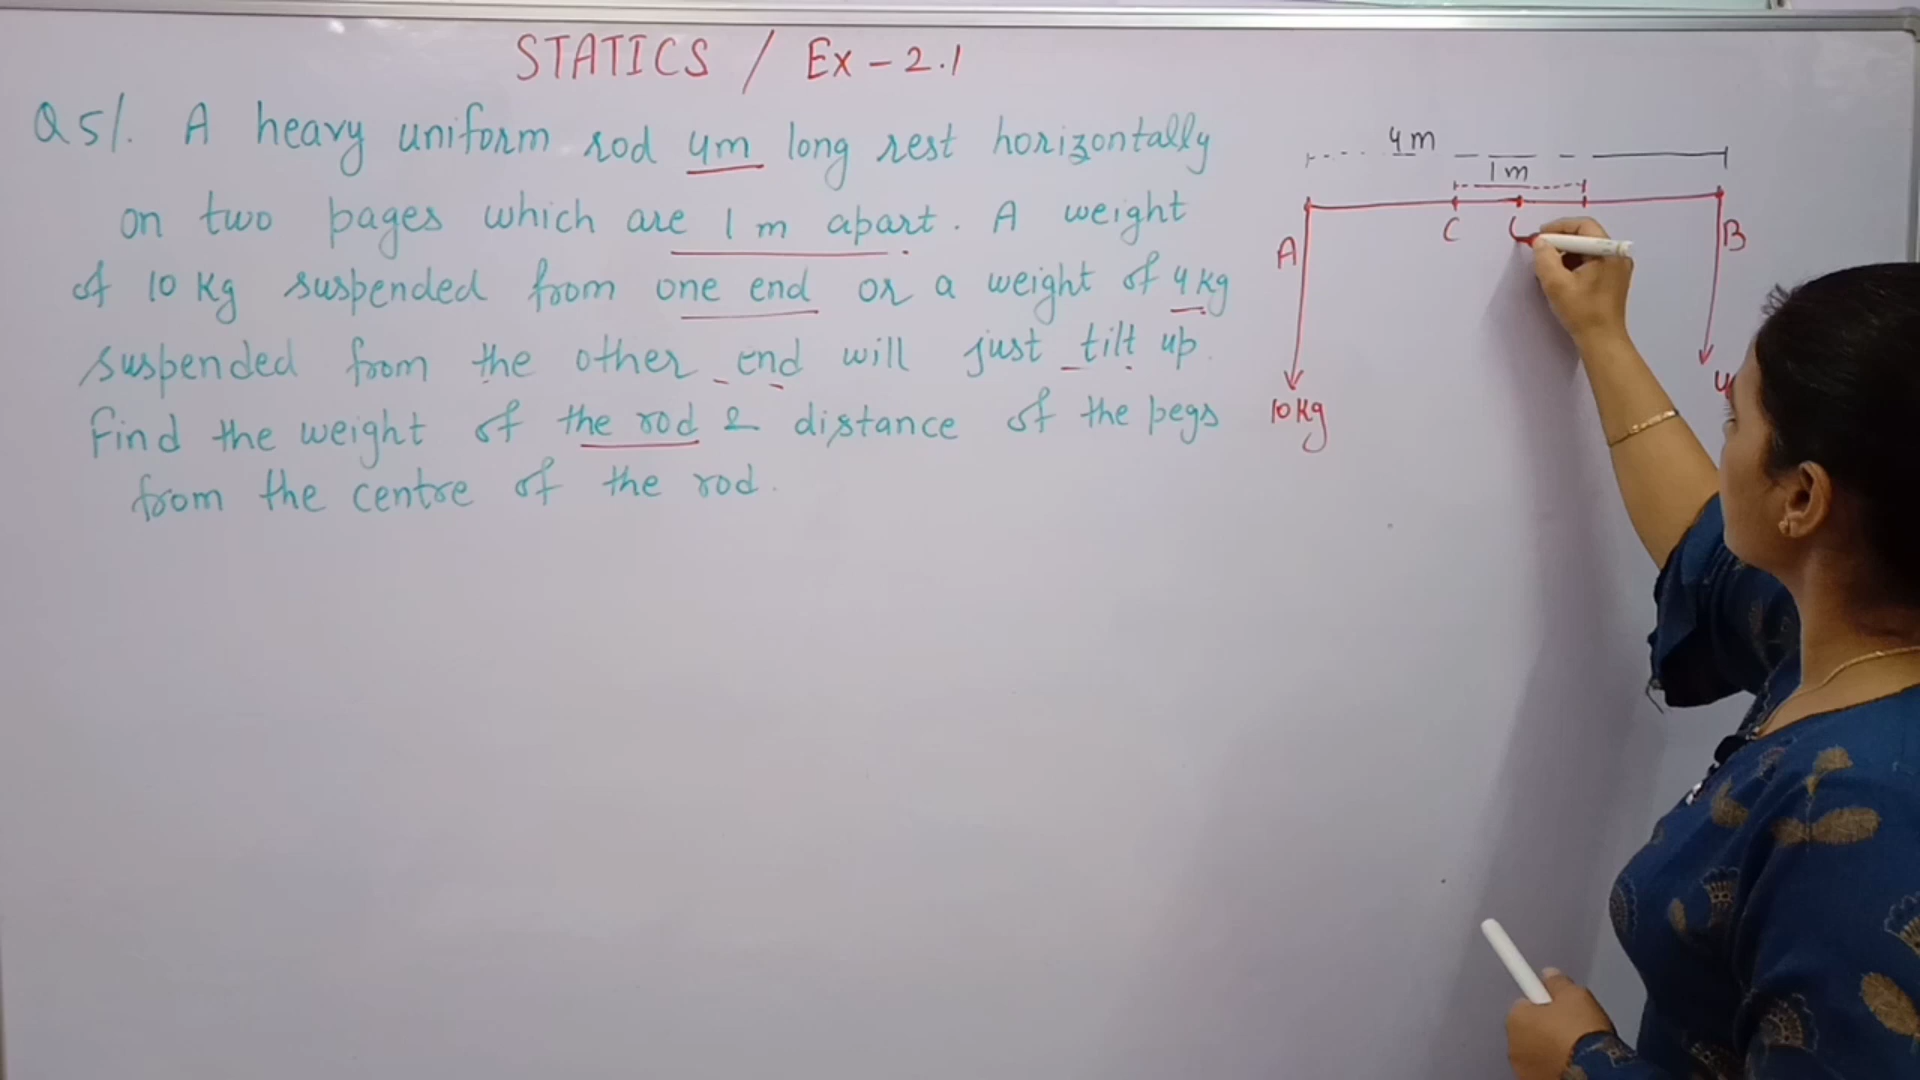 STATICS / Ex - 2.1
Q5/. A heavy uniform rod 4m long rest horizontally
on two pages which are 1 m apart. A weight
of 10 Kg suspended from one end or a weight of 4 kg
suspended from the other end will just tilt up.
Find the weight of the rod & distance of the pegs
from the centre of the rod.
4 m
1 m
A
C
B
10 Kg